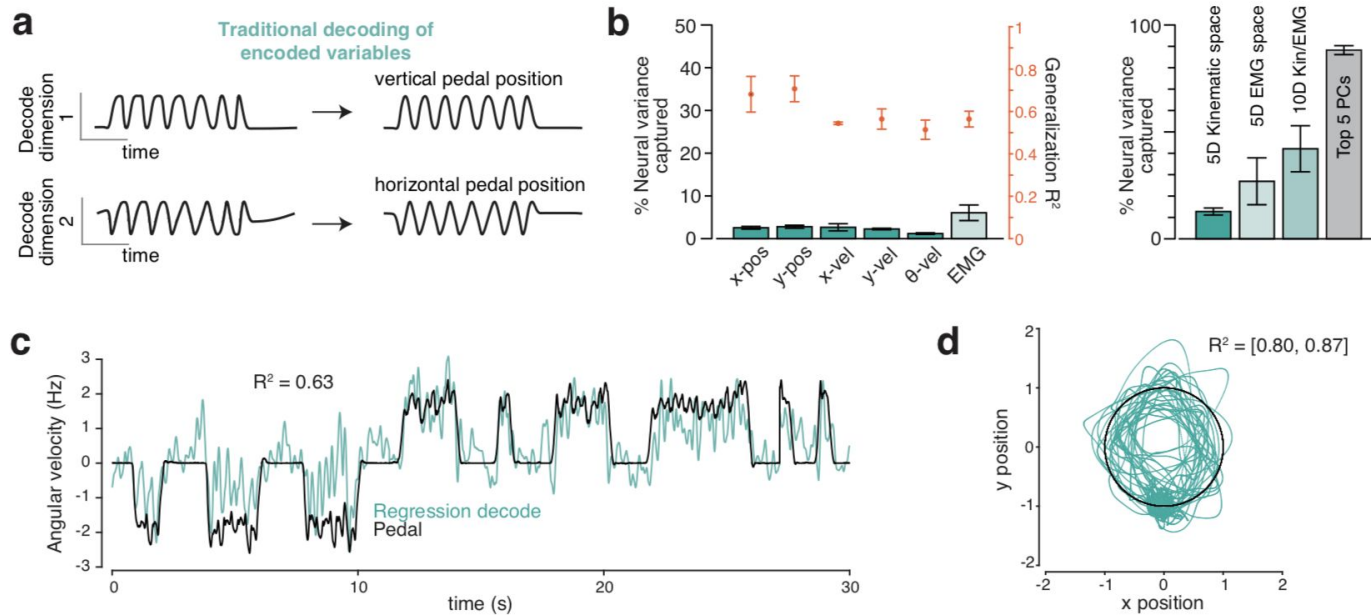 a
Traditional decoding of
encoded variables
Decode
dimension
1
time
vertical pedal position
Decode
dimension
2
time
horizontal pedal position
b
% Neural variance
captured
50
40
30
20
10
0
x-pos
y-pos
x-vel
y-vel
θ-vel
EMG
1
0.8
0.6
0.4
0.2
0
Generalization R²
% Neural variance
captured
100
0
5D Kinematic space
5D EMG space
10D Kin/EMG
Top 5 PCs
c
Angular velocity (Hz)
3
2
1
0
-1
-2
-3
R² = 0.63
Regression decode
Pedal
0
10
20
30
time (s)
d
R² = [0.80, 0.87]
y position
2
1
0
-1
-2
-2
-1
0
1
2
x position